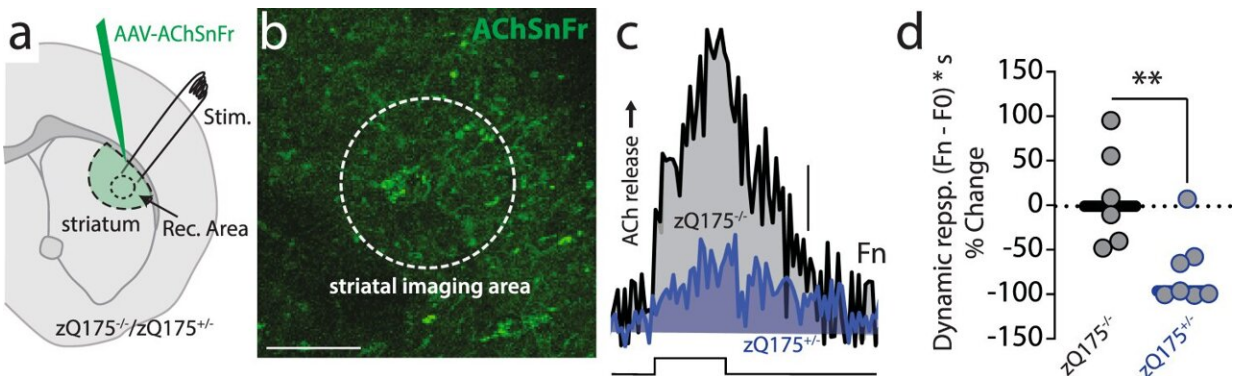 a
AAV-AChSnFr
Stim.
striatum
Rec. Area
zQ175-/-/zQ175+/-
b
AChSnFr
striatal imaging area
c
ACh release
zQ175-/-
Fn
zQ175+/-
d
Dynamic repsp. (Fn - F0) * s
% Change
150
100
50
0
-50
-100
-150
**
zQ175-/-
zQ175+/-